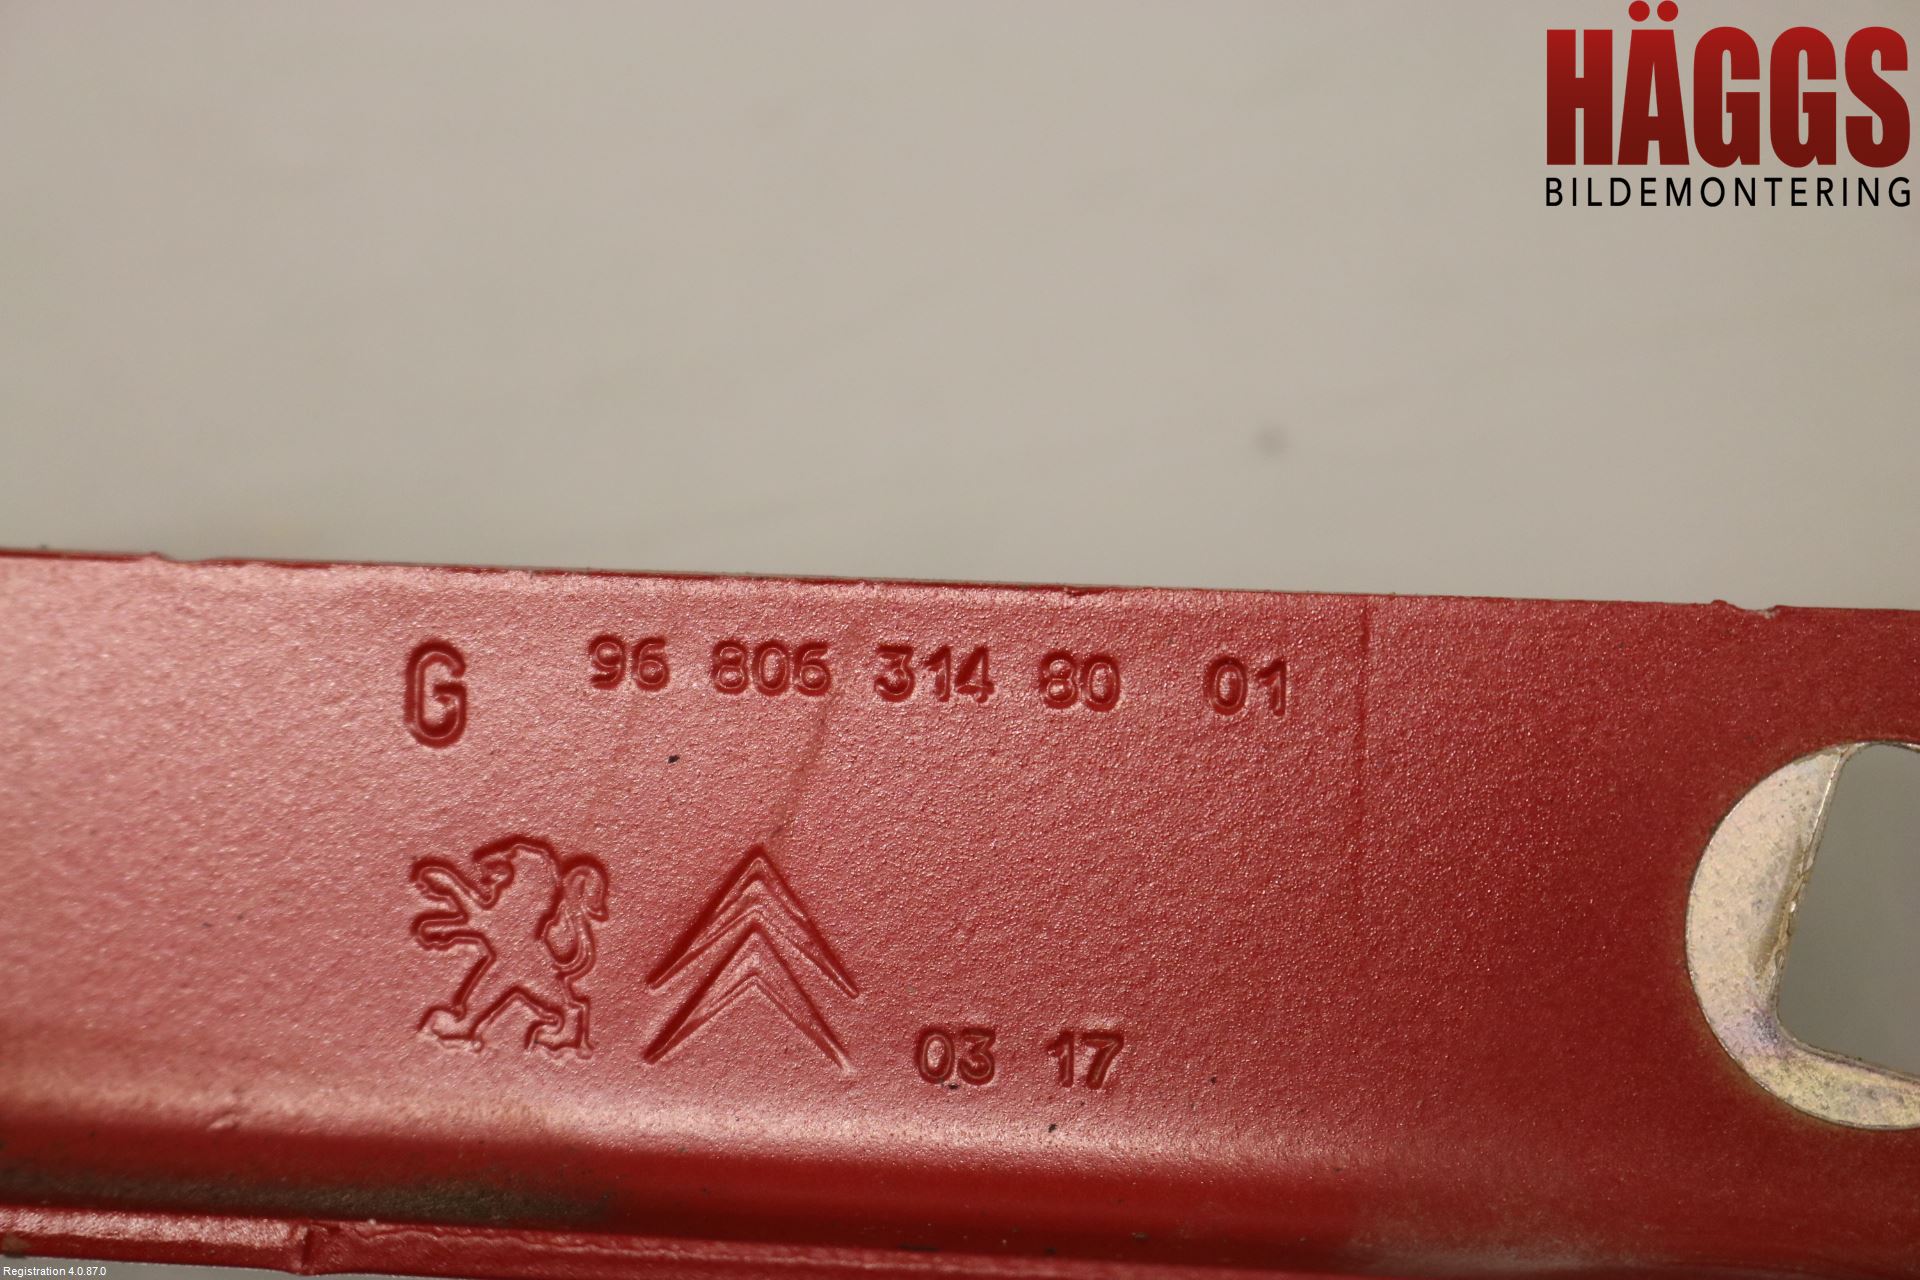 HÄGGS
BILDEMONTERING
G 96 806 314 80 01
03 17
Registration 4.0.87.0